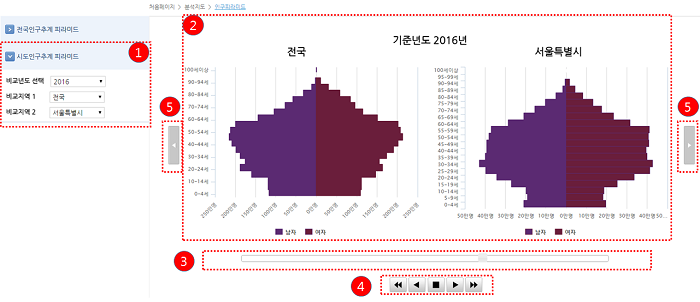 처음페이지 > 분석지도 > 인구피라미드
전국인구추계 피라미드
시도인구추계 피라미드
1
비교년도 선택 2016
비교지역 1 전국
비교지역 2 서울특별시
2
기준년도 2016년
전국
100세이상
90~94세
80~84세
70~74세
60~64세
50~54세
40~44세
30~34세
20~24세
10~14세
0~4세
250만명 200만명 150만명 100만명 50만명 0만명 50만명 100만명 150만명 200만명 250만명
남자 여자
서울특별시
100세이상
95~99세
90~94세
85~89세
80~84세
75~79세
70~74세
65~69세
60~64세
55~59세
50~54세
45~49세
40~44세
35~39세
30~34세
25~29세
20~24세
15~19세
10~14세
5~9세
0~4세
50만명 40만명 30만명 20만명 10만명 0만명 10만명 20만명 30만명 40만명 50...
남자 여자
5
5
3
4